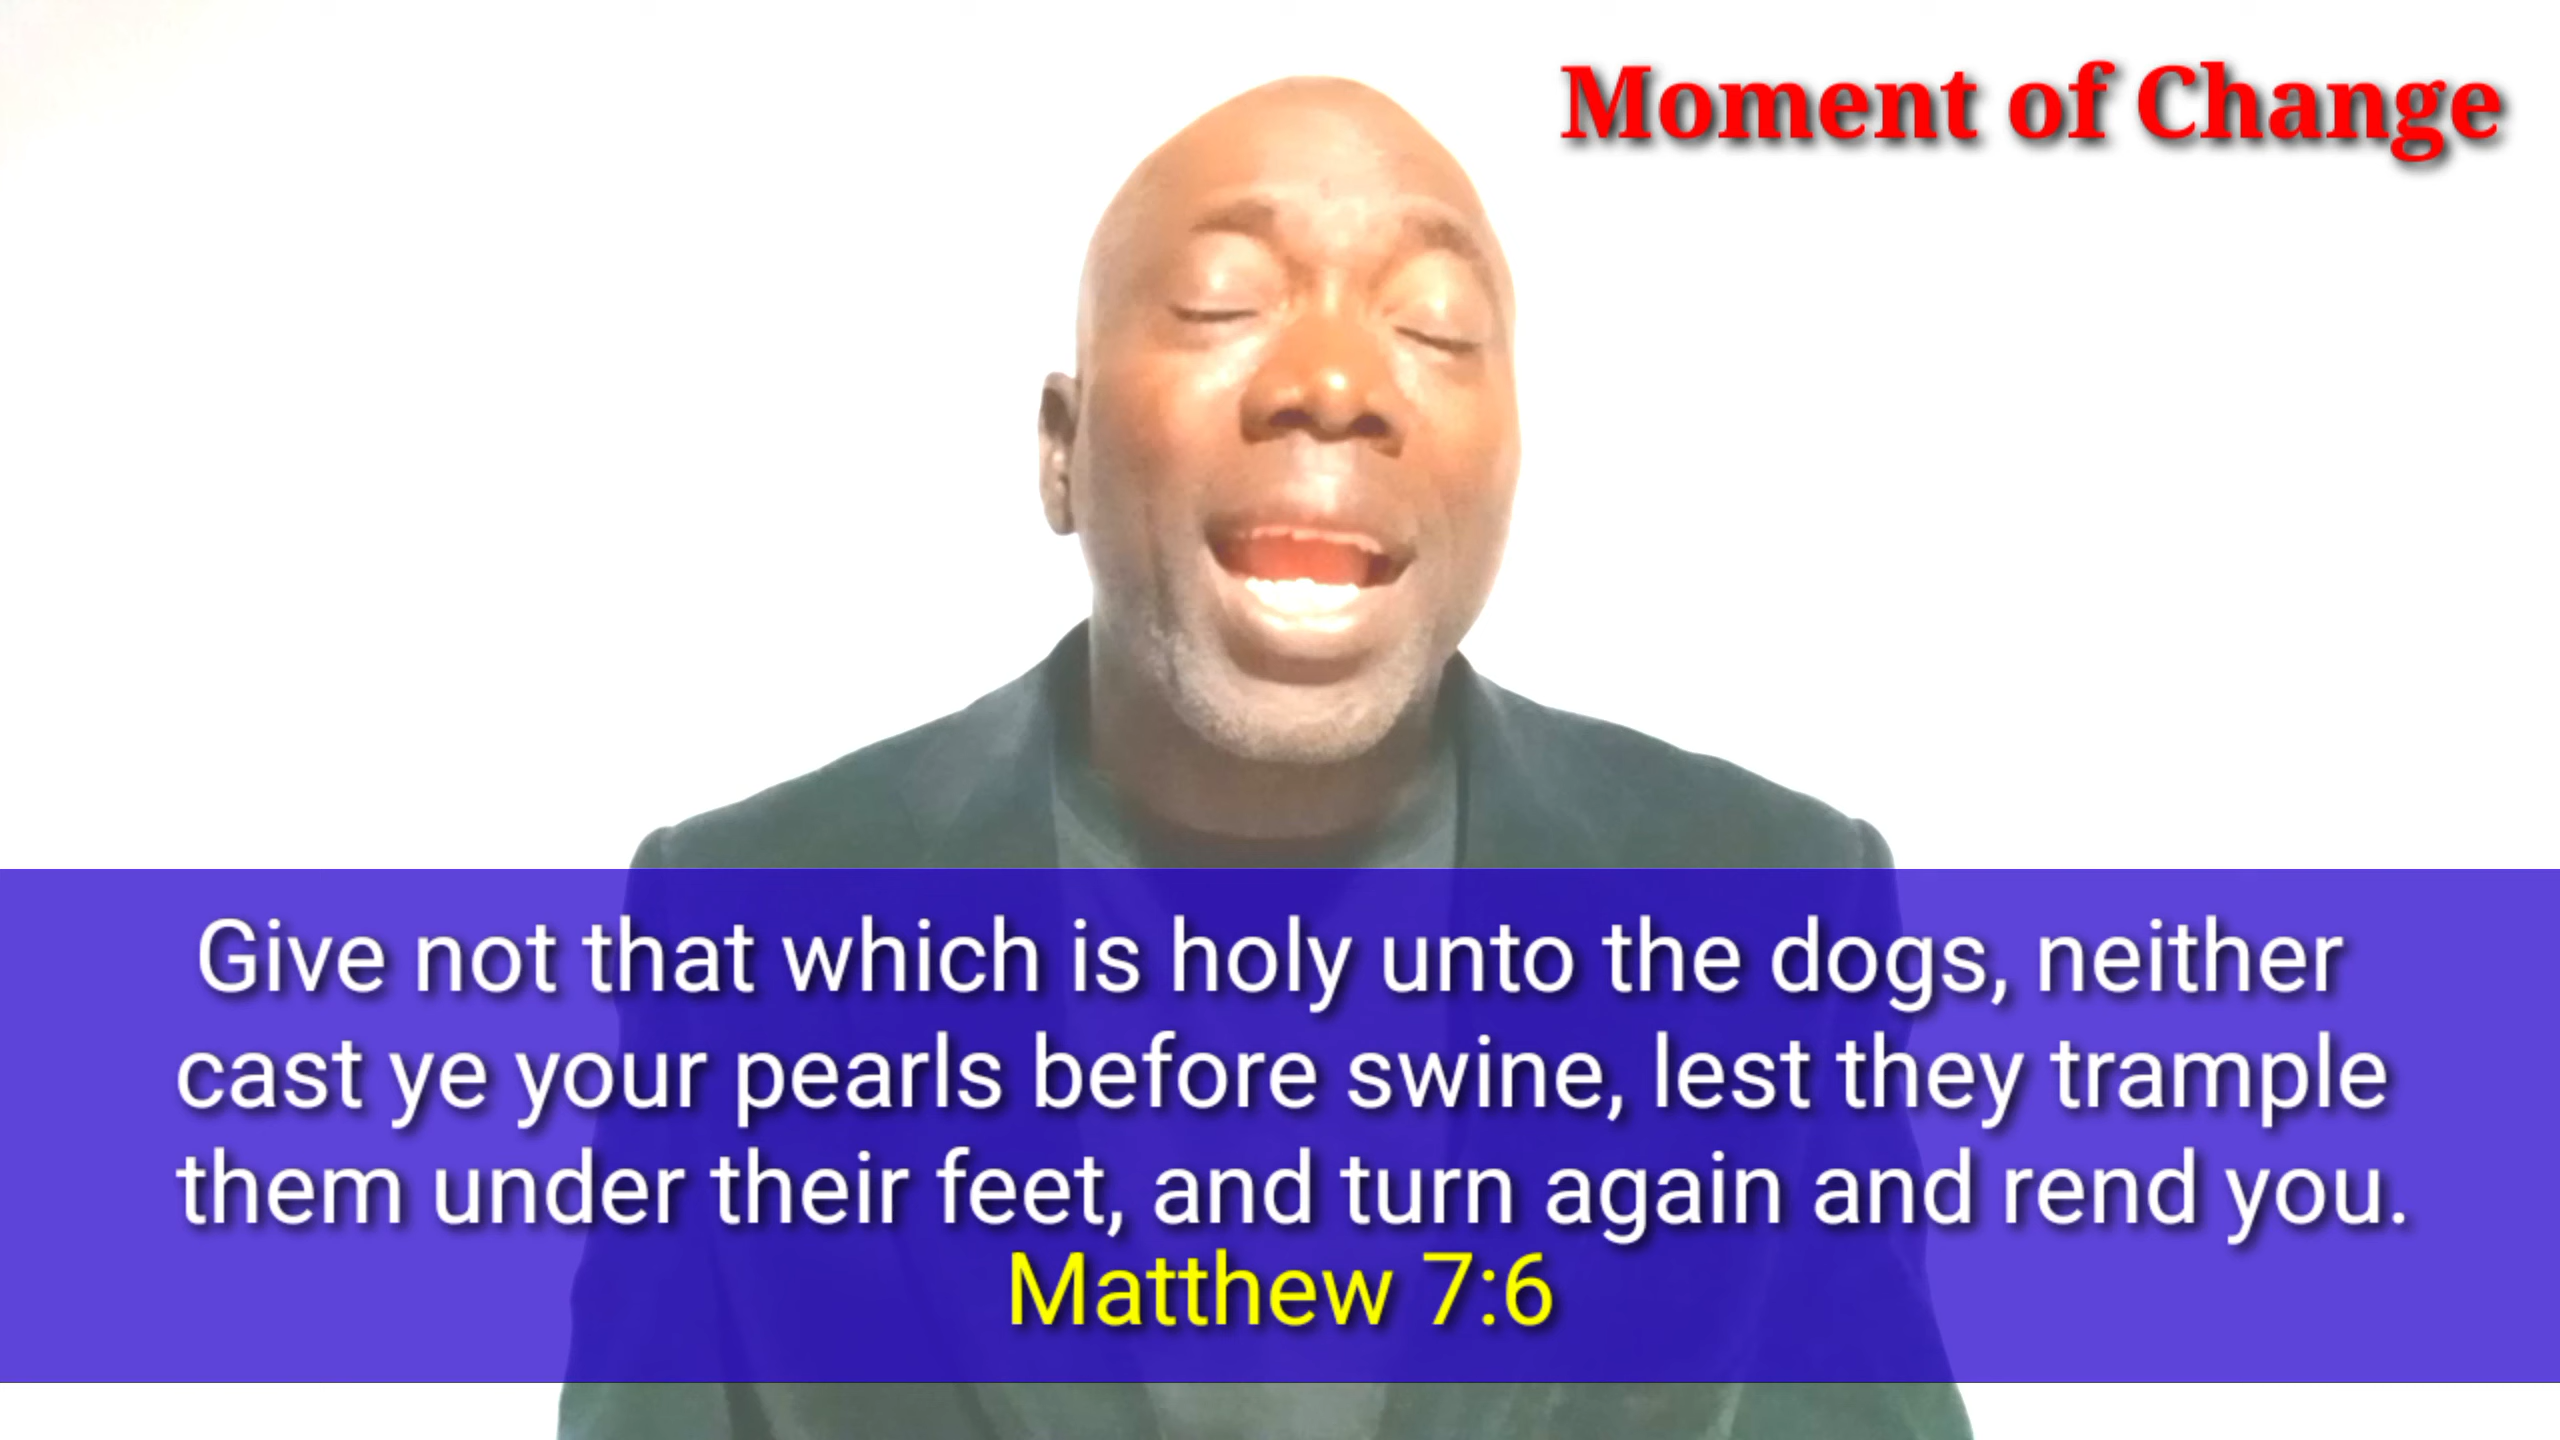 Moment of Change
Give not that which is holy unto the dogs, neither
cast ye your pearls before swine, lest they trample
them under their feet, and turn again and rend you.
Matthew 7:6